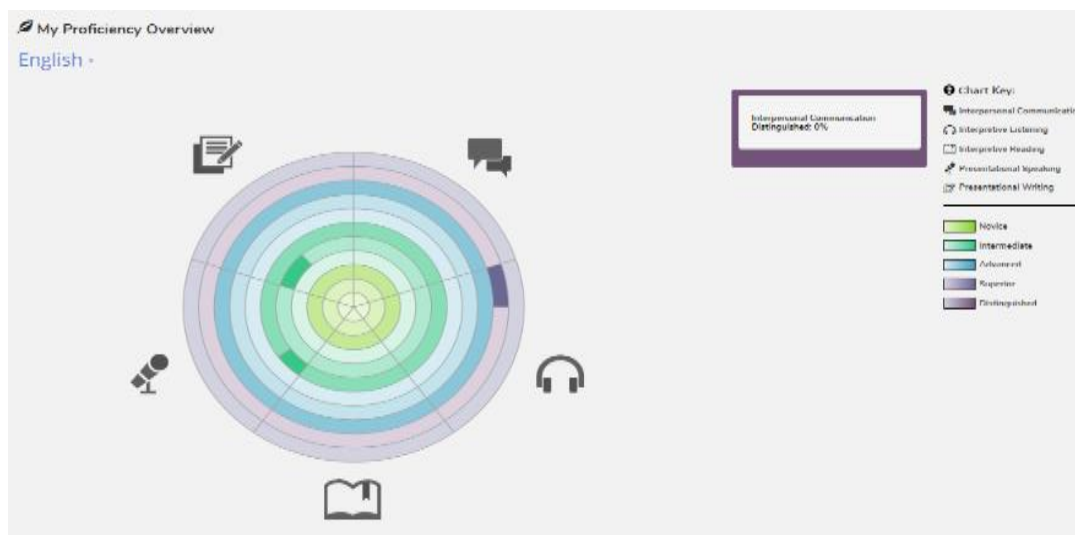 My Proficiency Overview
English
Interpersonal Communication
Distinguished: 0%
Chart Key:
Interpersonal Communicatio
Interpretive Listening
Interpretive Reading
Presentational Speaking
Presentational Writing
Novice
Intermediate
Advanced
Superior
Distinguished